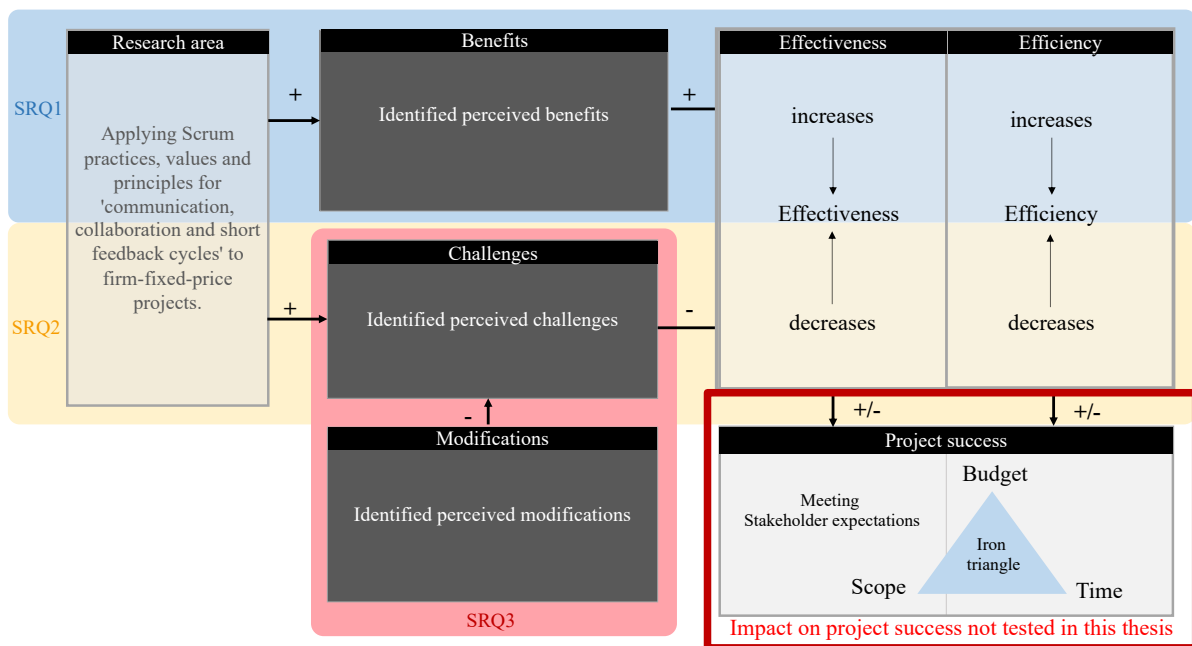 Research area
Benefits
Effectiveness
Efficiency
SRQ1
+
Applying Scrum
practices, values and
principles for
'communication,
collaboration and short
feedback cycles' to
firm-fixed-price
projects.
Identified perceived benefits
+
increases
increases
Effectiveness
Efficiency
SRQ2
+
Challenges
Identified perceived challenges
-
decreases
decreases
-
Modifications
Identified perceived modifications
SRQ3
+/-
+/-
Project success
Meeting
Stakeholder expectations
Budget
Iron
triangle
Scope
Time
Impact on project success not tested in this thesis